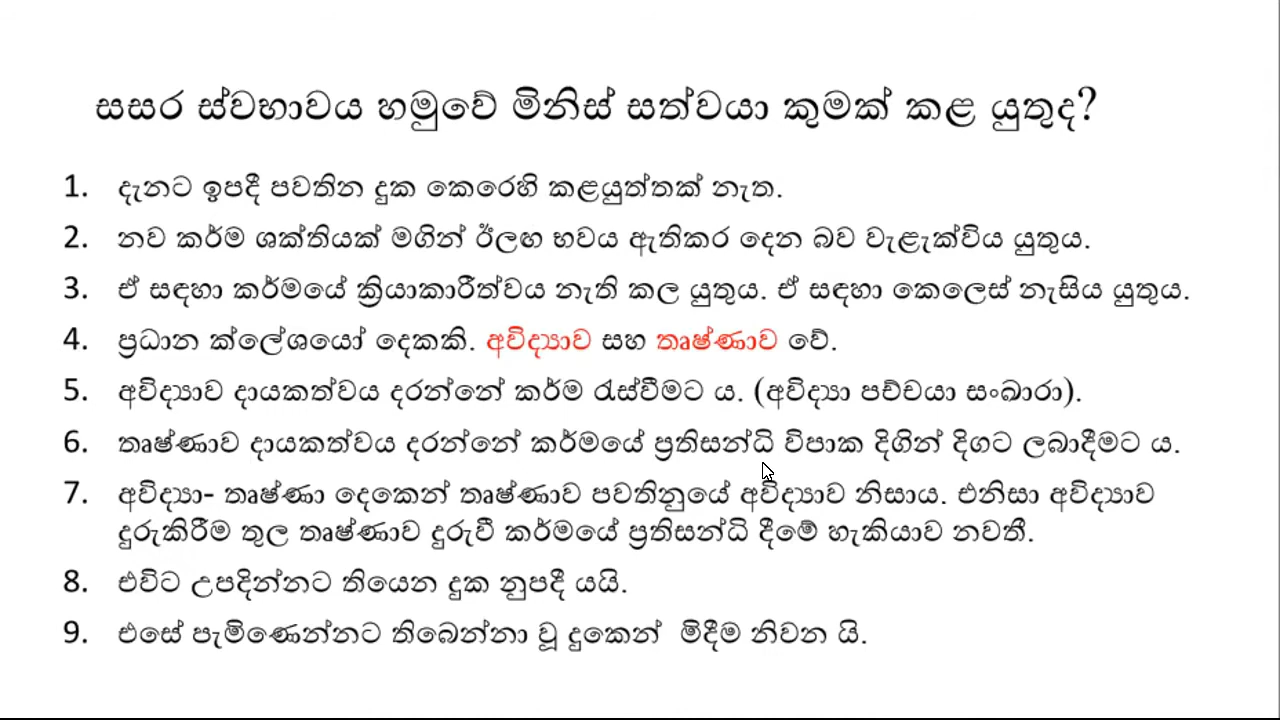 සසර ස්වභාවය හමුවේ මිනිස් සත්වයා කුමක් කළ යුතුද?
1. දැනට ඉපදී පවතින දුක කෙරෙහි කළයුත්තක් නැත.
2. නව කර්ම ශක්තියක් මගින් ඊලඟ භවය ඇතිකර දෙන බව වැළැක්විය යුතුය.
3. ඒ සඳහා කර්මයේ ක්‍රියාකාරීත්වය නැති කල යුතුය. ඒ සඳහා කෙලෙස් නැසිය යුතුය.
4. ප්‍රධාන ක්ලේශයෝ දෙකකි. අවිද්‍යාව සහ තෘෂ්ණාව වේ.
5. අවිද්‍යාව දායකත්වය දරන්නේ කර්ම රැස්වීමට ය. (අවිද්‍යා පච්චයා සංඛාරා).
6. තෘෂ්ණාව දායකත්වය දරන්නේ කර්මයේ ප්‍රතිසන්ධි විපාක දිගින් දිගට ලබාදීමට ය.
7. අවිද්‍යා- තෘෂ්ණා දෙකෙන් තෘෂ්ණාව පවතිනුයේ අවිද්‍යාව නිසාය. එනිසා අවිද්‍යාව
දුරුකිරීම තුල තෘෂ්ණාව දුරුවී කර්මයේ ප්‍රතිසන්ධි දීමේ හැකියාව නවතී.
8. එවිට උපදින්නට තියෙන දුක නුපදී යයි.
9. එසේ පැමිණෙන්නට තිබෙන්නා වූ දුකෙන් මිදීම නිවන යි.